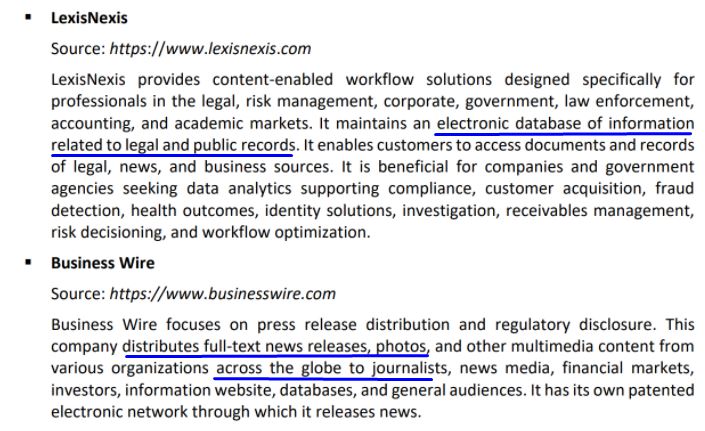 ▪ LexisNexis
Source: https://www.lexisnexis.com
LexisNexis provides content-enabled workflow solutions designed specifically for
professionals in the legal, risk management, corporate, government, law enforcement,
accounting, and academic markets. It maintains an electronic database of information
related to legal and public records. It enables customers to access documents and records
of legal, news, and business sources. It is beneficial for companies and government
agencies seeking data analytics supporting compliance, customer acquisition, fraud
detection, health outcomes, identity solutions, investigation, receivables management,
risk decisioning, and workflow optimization.
▪ Business Wire
Source: https://www.businesswire.com
Business Wire focuses on press release distribution and regulatory disclosure. This
company distributes full-text news releases, photos, and other multimedia content from
various organizations across the globe to journalists, news media, financial markets,
investors, information website, databases, and general audiences. It has its own patented
electronic network through which it releases news.